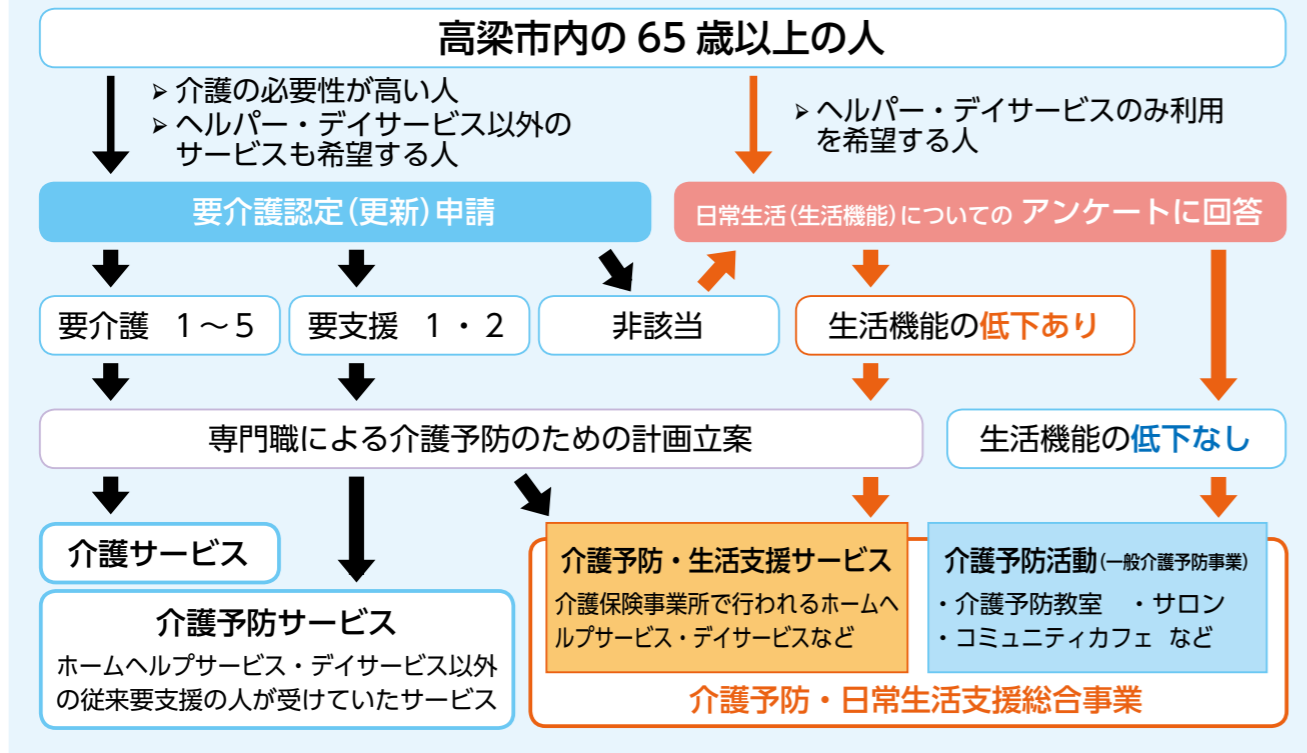 高梁市内の 65 歳以上の人
➢ 介護の必要性が高い人
➢ ヘルパー・デイサービス以外の
サービスも希望する人
➢ ヘルパー・デイサービスのみ利用
を希望する人
要介護認定(更新)申請
日常生活(生活機能)についての アンケートに回答
要介護 1～5
要支援 1・2
非該当
生活機能の低下あり
専門職による介護予防のための計画立案
生活機能の低下なし
介護サービス
介護予防サービス
ホームヘルプサービス・デイサービス以外
の従来要支援の人が受けていたサービス
介護予防・生活支援サービス
介護保険事業所で行われるホームヘ
ルプサービス・デイサービスなど
介護予防活動(一般介護予防事業)
・介護予防教室 ・サロン
・コミュニティカフェ など
介護予防・日常生活支援総合事業